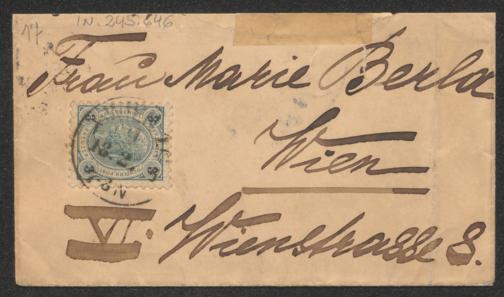 17
IN. 245.646
Frau Marie Berla
Wien
VI. Wienstrasse 8.